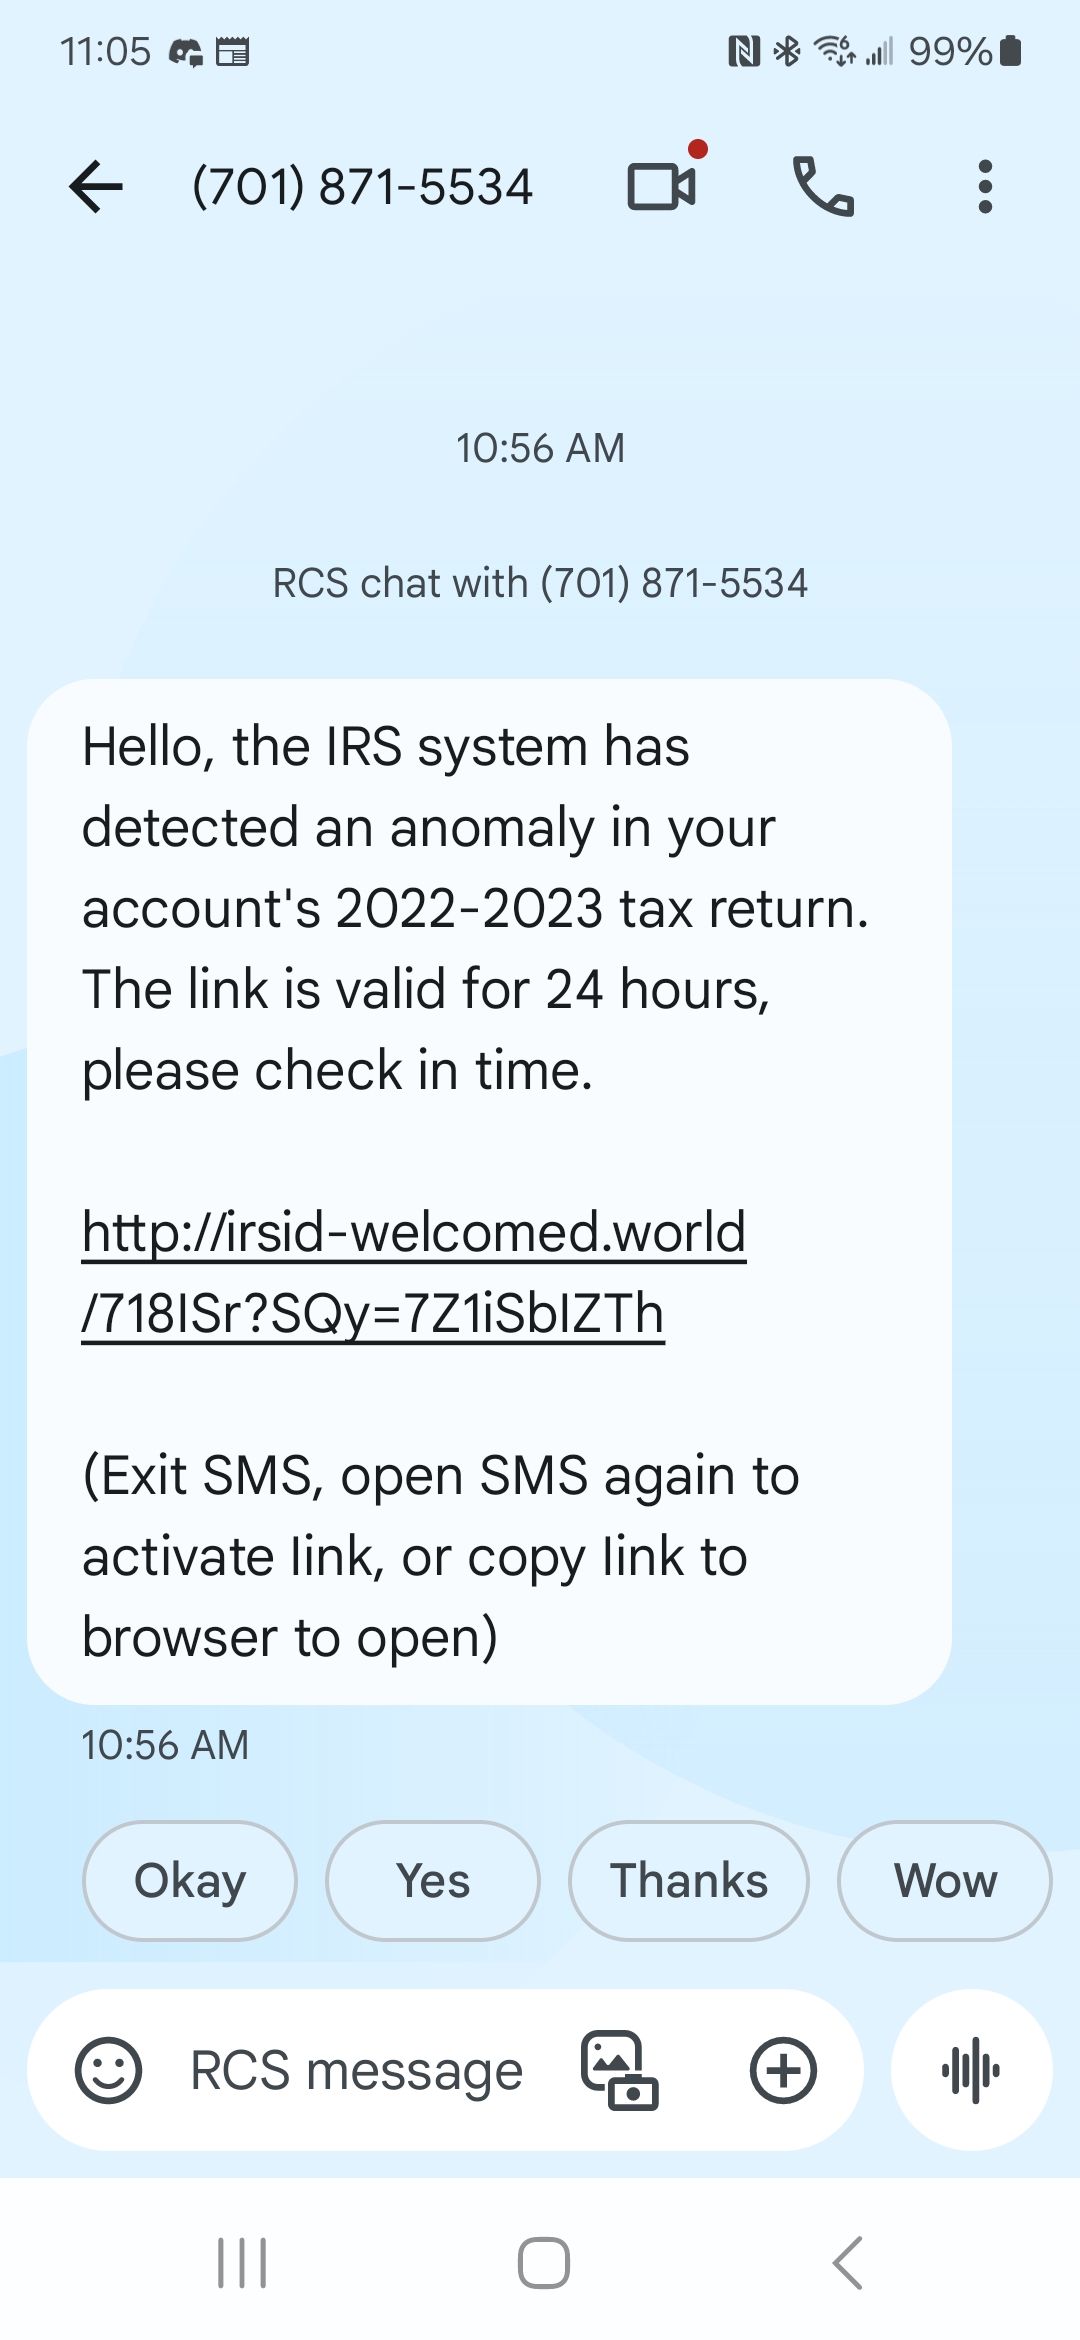 11:05 99%
(701) 871-5534
10:56 AM
RCS chat with (701) 871-5534
Hello, the IRS system has
detected an anomaly in your
account's 2022-2023 tax return.
The link is valid for 24 hours,
please check in time.
http://irsid-welcomed.world
/718ISr?SQy=7Z1iSbIZTh
(Exit SMS, open SMS again to
activate link, or copy link to
browser to open)
10:56 AM
Okay Yes Thanks Wow
RCS message